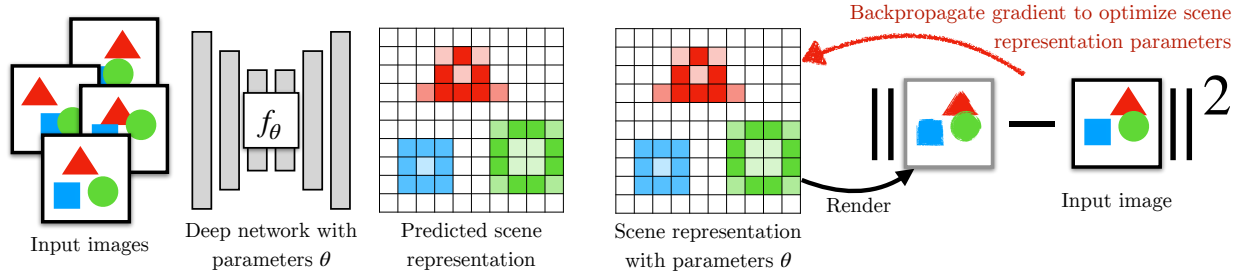 Input images
f_θ
Deep network with
parameters θ
Predicted scene
representation
Scene representation
with parameters θ
Backpropagate gradient to optimize scene
representation parameters
Render
|| − ||²
Input image